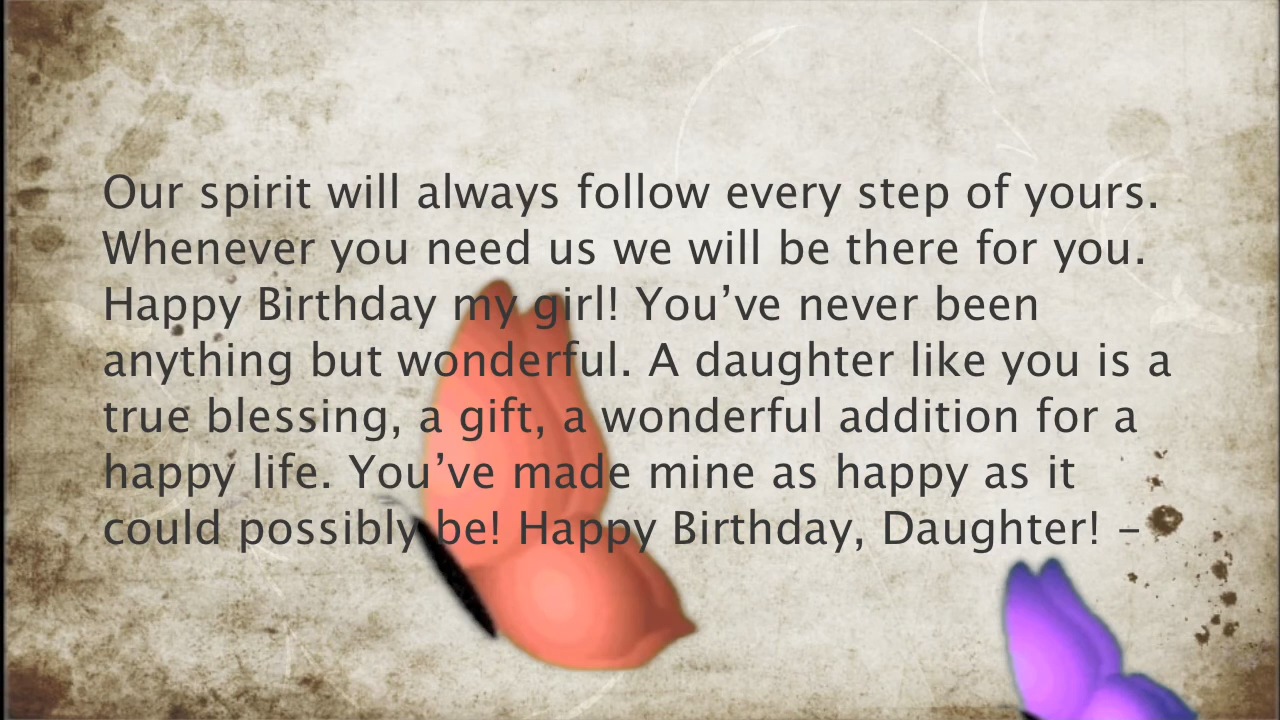 Our spirit will always follow every step of yours.
Whenever you need us we will be there for you.
Happy Birthday my girl! You’ve never been
anything but wonderful. A daughter like you is a
true blessing, a gift, a wonderful addition for a
happy life. You’ve made mine as happy as it
could possibly be! Happy Birthday, Daughter! –